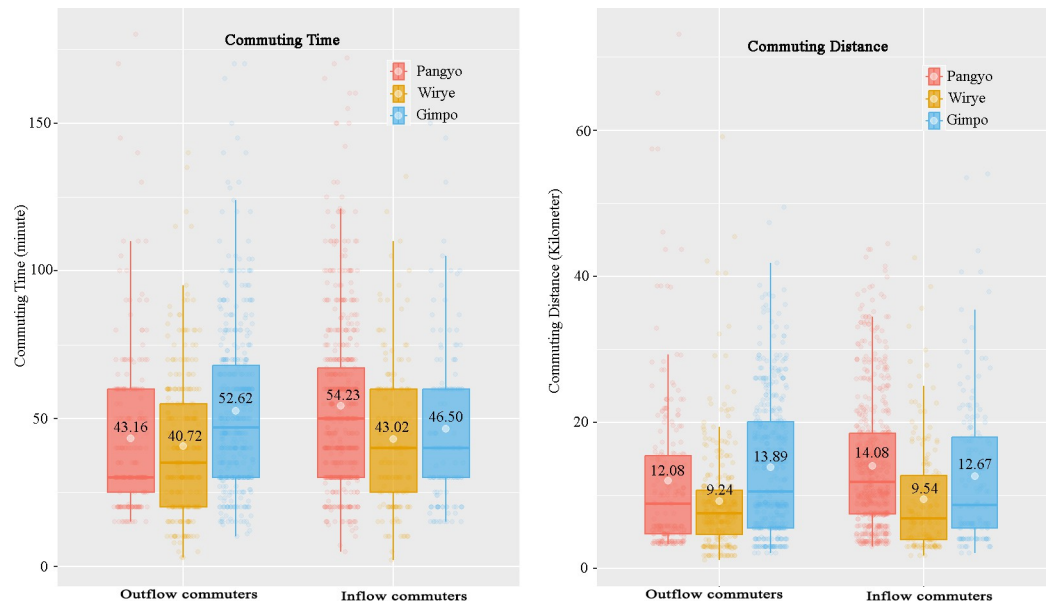 Commuting Time
Pangyo
Wirye
Gimpo
Commuting Time (minute)
150
100
50
0
43.16
40.72
52.62
54.23
43.02
46.50
Outflow commuters
Inflow commuters
Commuting Distance
Pangyo
Wirye
Gimpo
Commuting Distance (Kilometer)
60
40
20
0
12.08
9.24
13.89
14.08
9.54
12.67
Outflow commuters
Inflow commuters